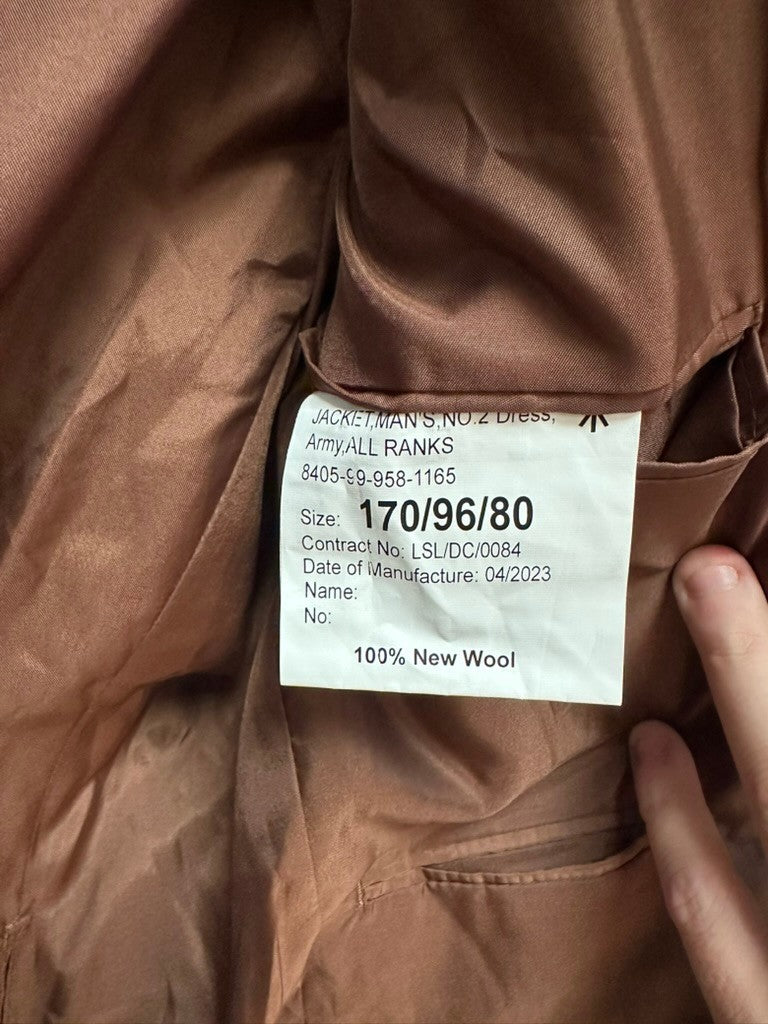 JACKET,MAN'S,NO.2 Dress,
Army,ALL RANKS
8405-99-958-1165
Size: 170/96/80
Contract No: LSL/DC/0084
Date of Manufacture: 04/2023
Name:
No:
100% New Wool